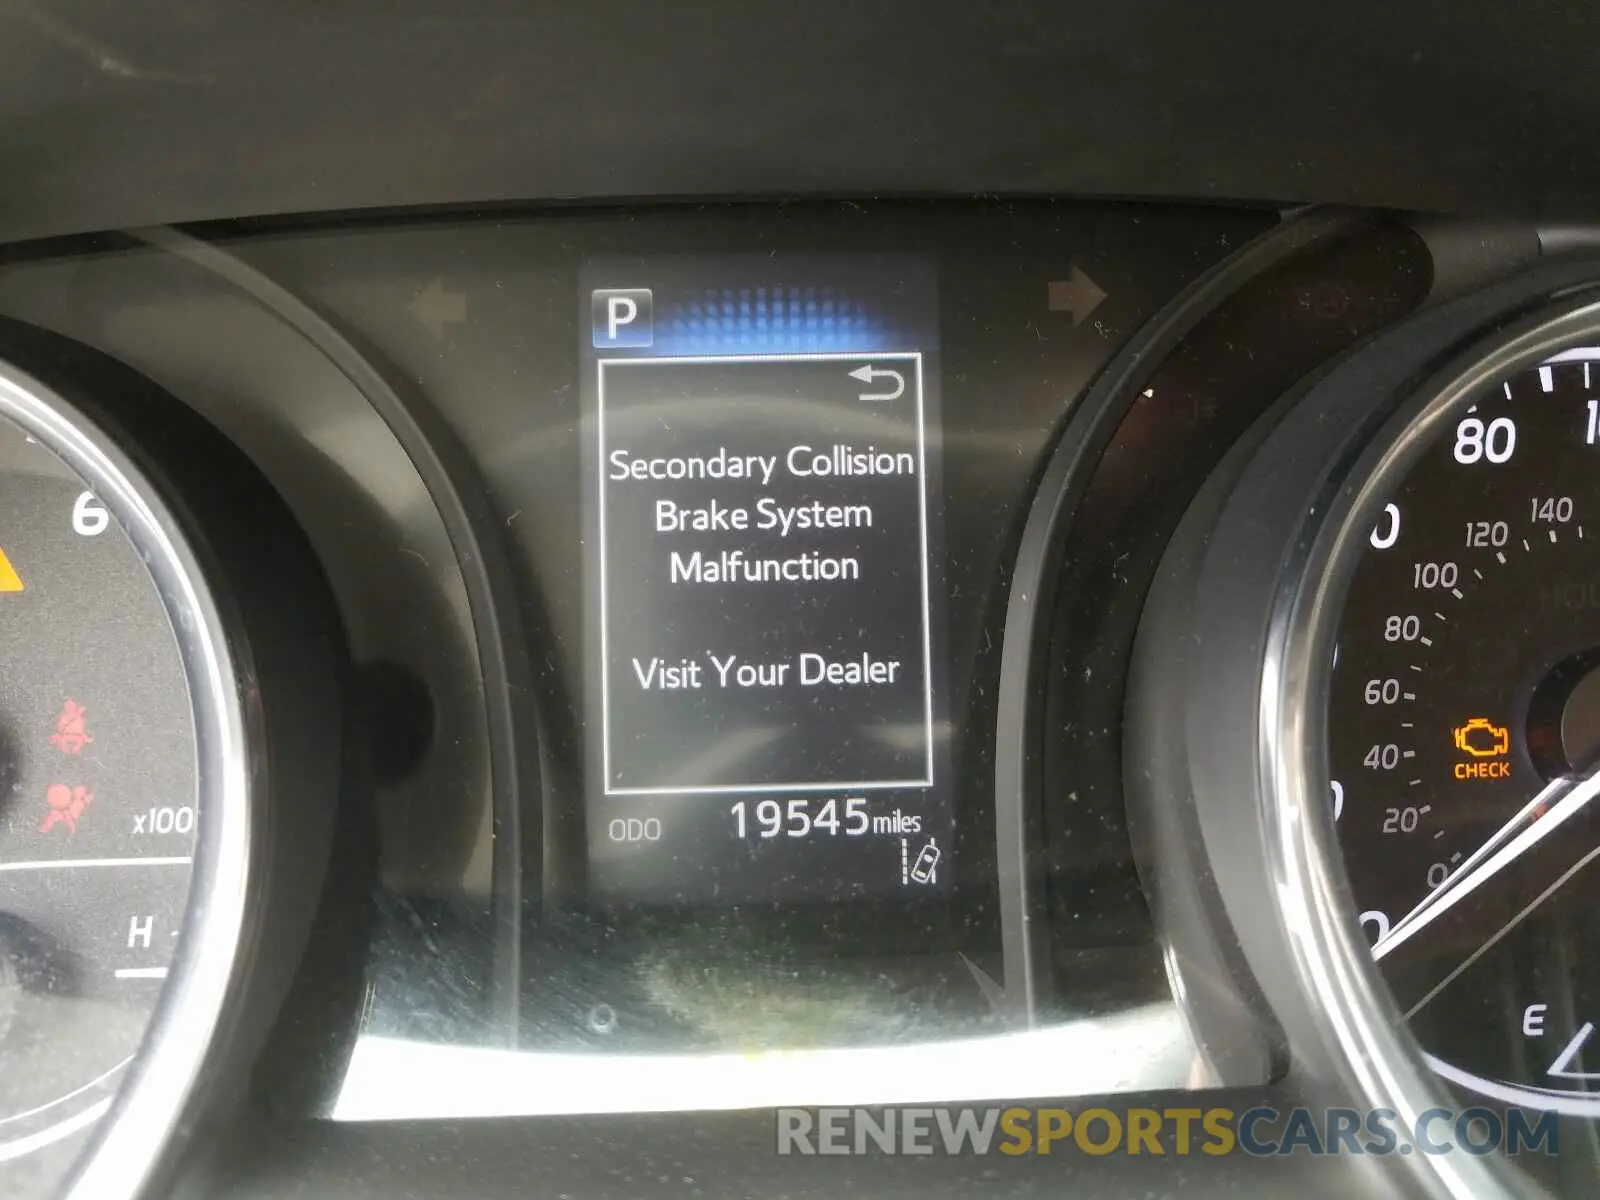 P
Secondary Collision
Brake System
Malfunction
Visit Your Dealer
ODO 19545 miles
6
x100
H
80
140
120
100
80
60
40
20
0
CHECK
E
RENEWSPORTSCARS.COM